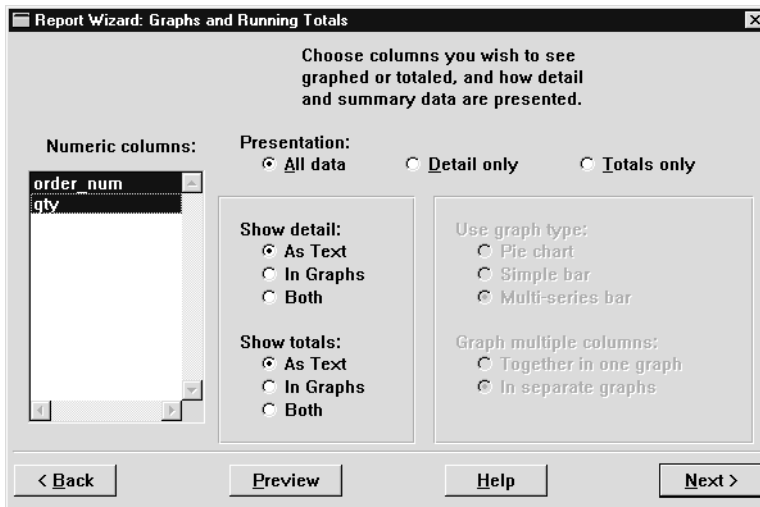 Report Wizard: Graphs and Running Totals
Choose columns you wish to see
graphed or totaled, and how detail
and summary data are presented.
Numeric columns:
order_num
qty
Presentation:
All data
Detail only
Totals only
Show detail:
As Text
In Graphs
Both
Show totals:
As Text
In Graphs
Both
Use graph type:
Pie chart
Simple bar
Multi-series bar
Graph multiple columns:
Together in one graph
In separate graphs
< Back
Preview
Help
Next >